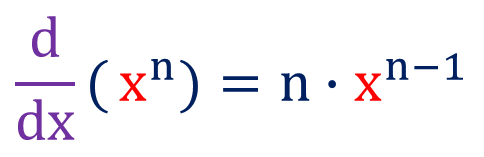 d/dx (xⁿ) = n · xⁿ⁻¹